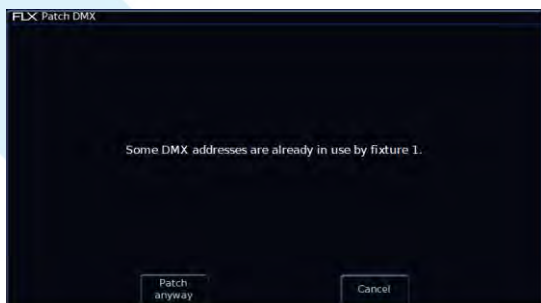 FLX Patch DMX
Some DMX addresses are already in use by fixture 1.
Patch
anyway
Cancel